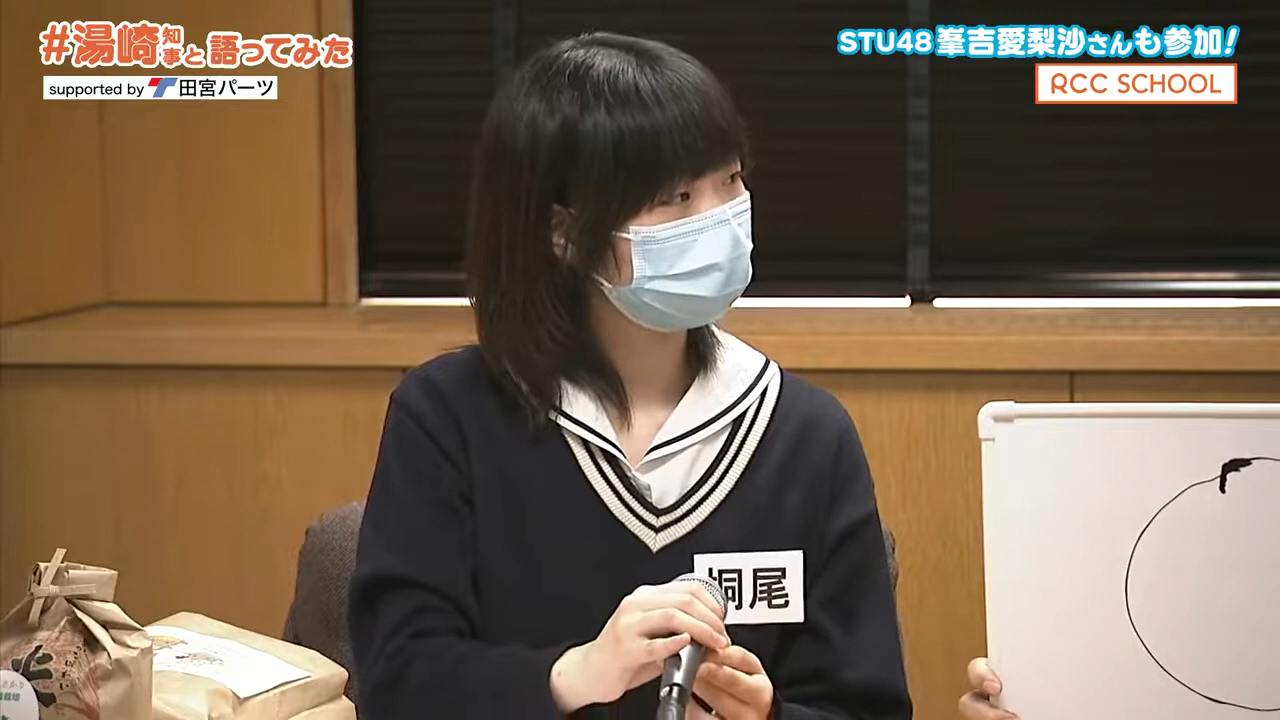 #湯崎知事と語ってみた
supported by 田宮パーツ
STU48峯吉愛梨沙さんも参加!
RCC SCHOOL
桐尾
米